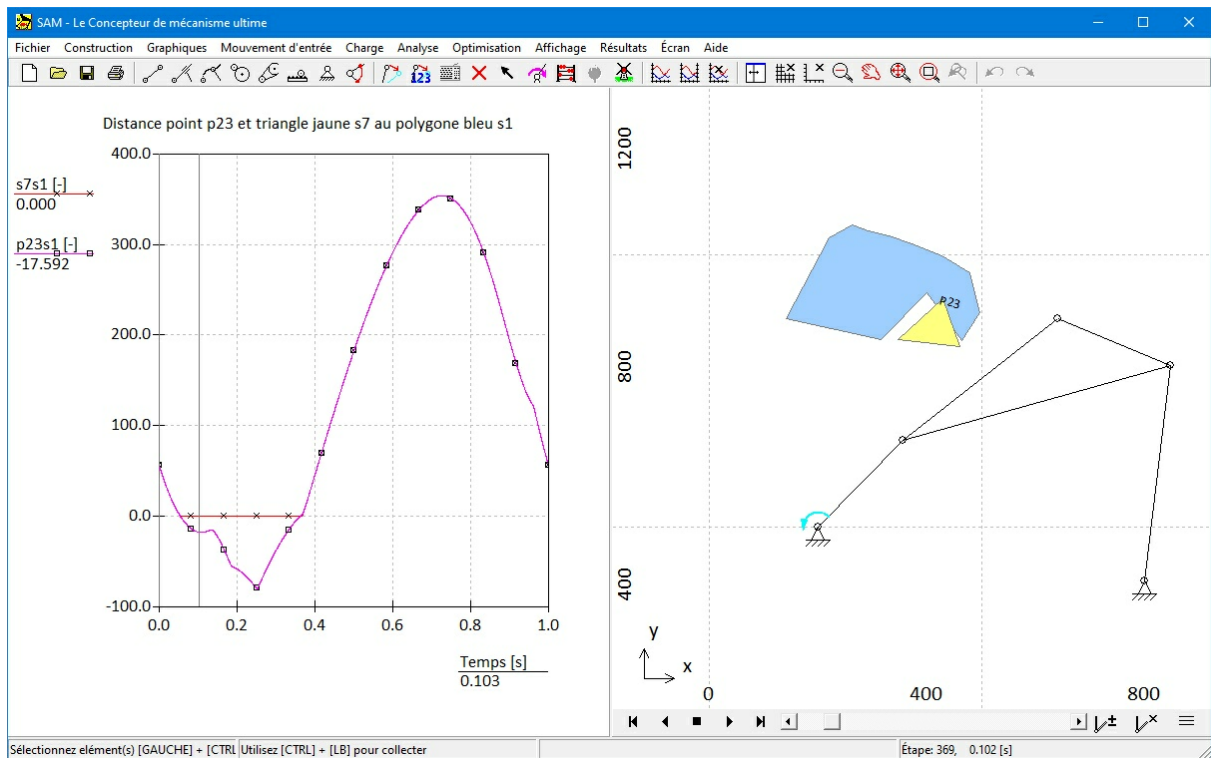 SAM - Le Concepteur de mécanisme ultime
Fichier Construction Graphiques Mouvement d'entrée Charge Analyse Optimisation Affichage Résultats Écran Aide
123
Distance point p23 et triangle jaune s7 au polygone bleu s1
s7s1 [-]
0.000
p23s1 [-]
-17.592
400.0
300.0
200.0
100.0
0.0
-100.0
0.0 0.2 0.4 0.6 0.8 1.0
Temps [s]
0.103
1200
800
400
P23
y
x
0 400 800
Sélectionnez elément(s) [GAUCHE] + [CTRL
Utilisez [CTRL] + [LB] pour collecter
Étape: 369, 0.102 [s]